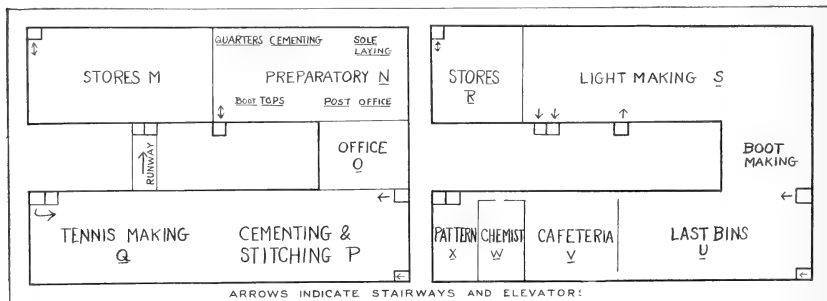 QUARTERS CEMENTING
SOLE
LAYING
STORES M
PREPARATORY N
BOOT TOPS
POST OFFICE
RUNWAY
OFFICE
O
TENNIS MAKING
Q
CEMENTING &
STITCHING P
STORES
R
LIGHT MAKING S
BOOT
MAKING
PATTERN
X
CHEMIST
W
CAFETERIA
V
LAST BINS
U
ARROWS INDICATE STAIRWAYS AND ELEVATORS